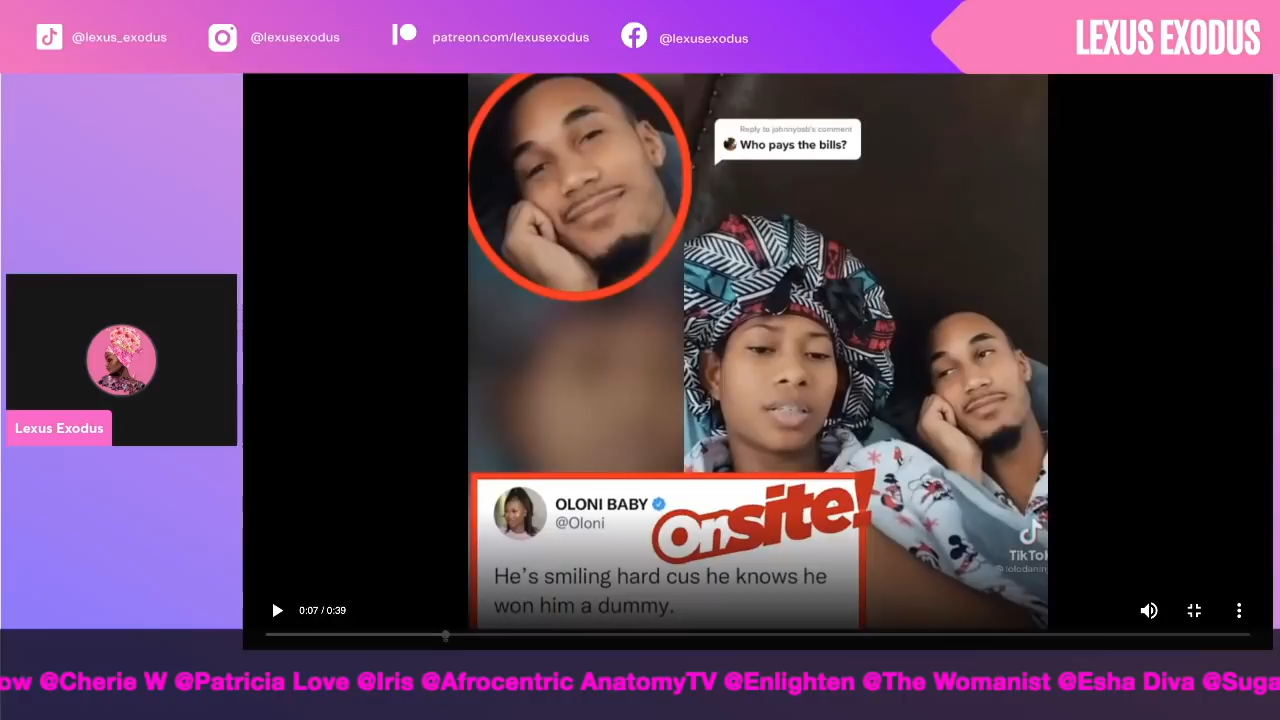 @lexus_exodus
@lexusexodus
patreon.com/lexusexodus
@lexusexodus
LEXUS EXODUS
Reply to johnnybsb's comment
Who pays the bills?
Lexus Exodus
OLONI BABY
@Oloni
Onsite!
He's smiling hard cus he knows he
won him a dummy.
TikTok
0:07 / 0:39
ow @Cherie W @Patricia Love @Iris @Afrocentric AnatomyTV @Enlighten @The Womanist @Esha Diva @Suga